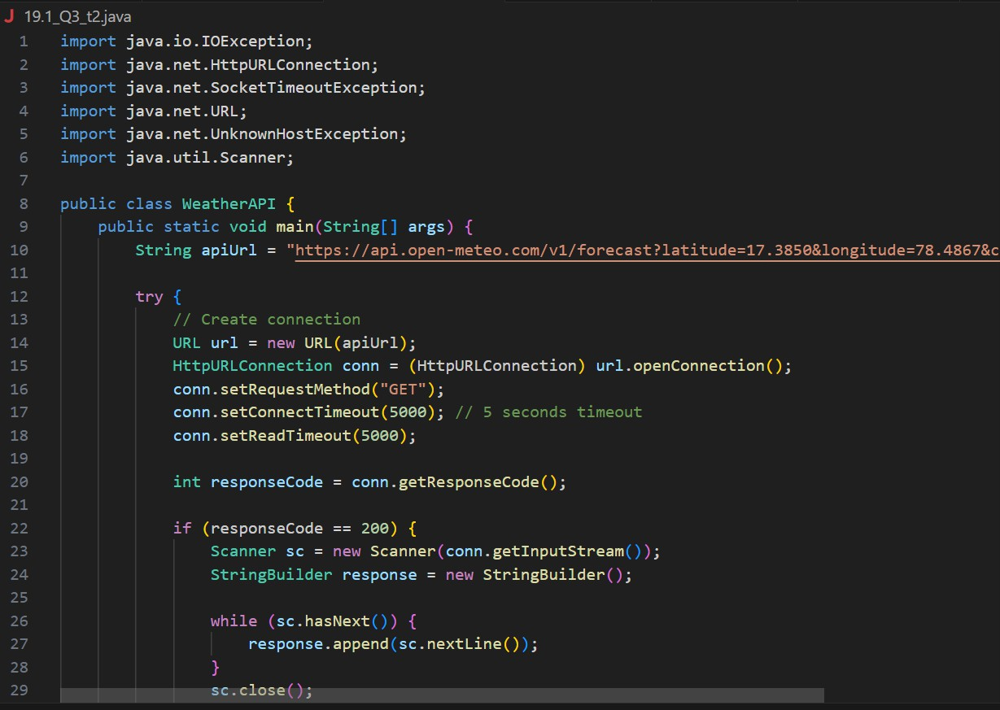 J 19.1_Q3_t2.java
1 import java.io.IOException;
2 import java.net.HttpURLConnection;
3 import java.net.SocketTimeoutException;
4 import java.net.URL;
5 import java.net.UnknownHostException;
6 import java.util.Scanner;
7
8 public class WeatherAPI {
9 public static void main(String[] args) {
10 String apiUrl = "https://api.open-meteo.com/v1/forecast?latitude=17.3850&longitude=78.4867&c
11
12 try {
13 // Create connection
14 URL url = new URL(apiUrl);
15 HttpURLConnection conn = (HttpURLConnection) url.openConnection();
16 conn.setRequestMethod("GET");
17 conn.setConnectTimeout(5000); // 5 seconds timeout
18 conn.setReadTimeout(5000);
19
20 int responseCode = conn.getResponseCode();
21
22 if (responseCode == 200) {
23 Scanner sc = new Scanner(conn.getInputStream());
24 StringBuilder response = new StringBuilder();
25
26 while (sc.hasNext()) {
27 response.append(sc.nextLine());
28 }
29 sc.close();